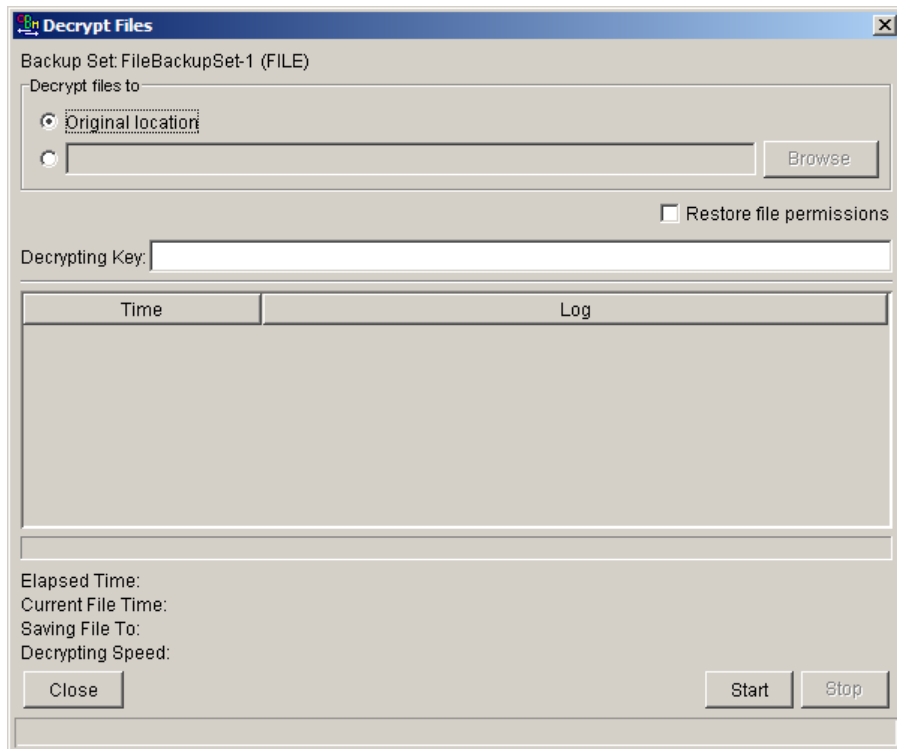 Decrypt Files
Backup Set: FileBackupSet-1 (FILE)
Decrypt files to
Original location
Browse
Restore file permissions
Decrypting Key:
Time Log
Elapsed Time:
Current File Time:
Saving File To:
Decrypting Speed:
Close Start Stop